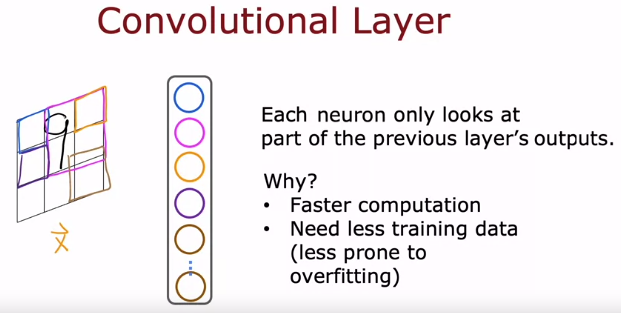 Convolutional Layer
9
Each neuron only looks at
part of the previous layer's outputs.
Why?
• Faster computation
• Need less training data
(less prone to
overfitting)
x⃗